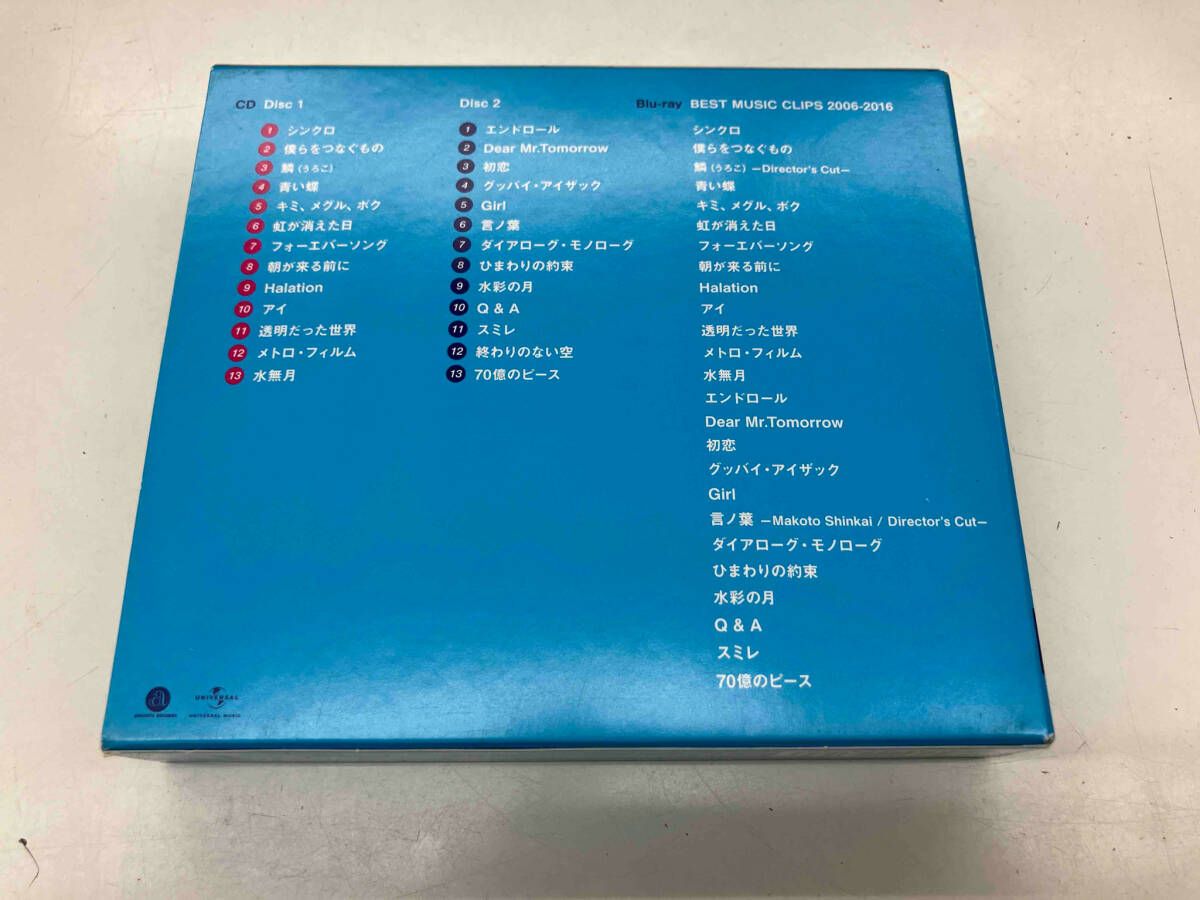 CD Disc 1
1 シンクロ
2 僕らをつなぐもの
3 鱗(うろこ)
4 青い蝶
5 キミ、メグル、ボク
6 虹が消えた日
7 フォーエバーソング
8 朝が来る前に
9 Halation
10 アイ
11 透明だった世界
12 メトロ・フィルム
13 水無月
Disc 2
1 エンドロール
2 Dear Mr.Tomorrow
3 初恋
4 グッバイ・アイザック
5 Girl
6 言ノ葉
7 ダイアローグ・モノローグ
8 ひまわりの約束
9 水彩の月
10 Q & A
11 スミレ
12 終わりのない空
13 70億のピース
Blu-ray BEST MUSIC CLIPS 2006-2016
シンクロ
僕らをつなぐもの
鱗(うろこ) —Director's Cut—
青い蝶
キミ、メグル、ボク
虹が消えた日
フォーエバーソング
朝が来る前に
Halation
アイ
透明だった世界
メトロ・フィルム
水無月
エンドロール
Dear Mr.Tomorrow
初恋
グッバイ・アイザック
Girl
言ノ葉 —Makoto Shinkai / Director's Cut—
ダイアローグ・モノローグ
ひまわりの約束
水彩の月
Q & A
スミレ
70億のピース
UNIVERSAL
UNIVERSAL MUSIC